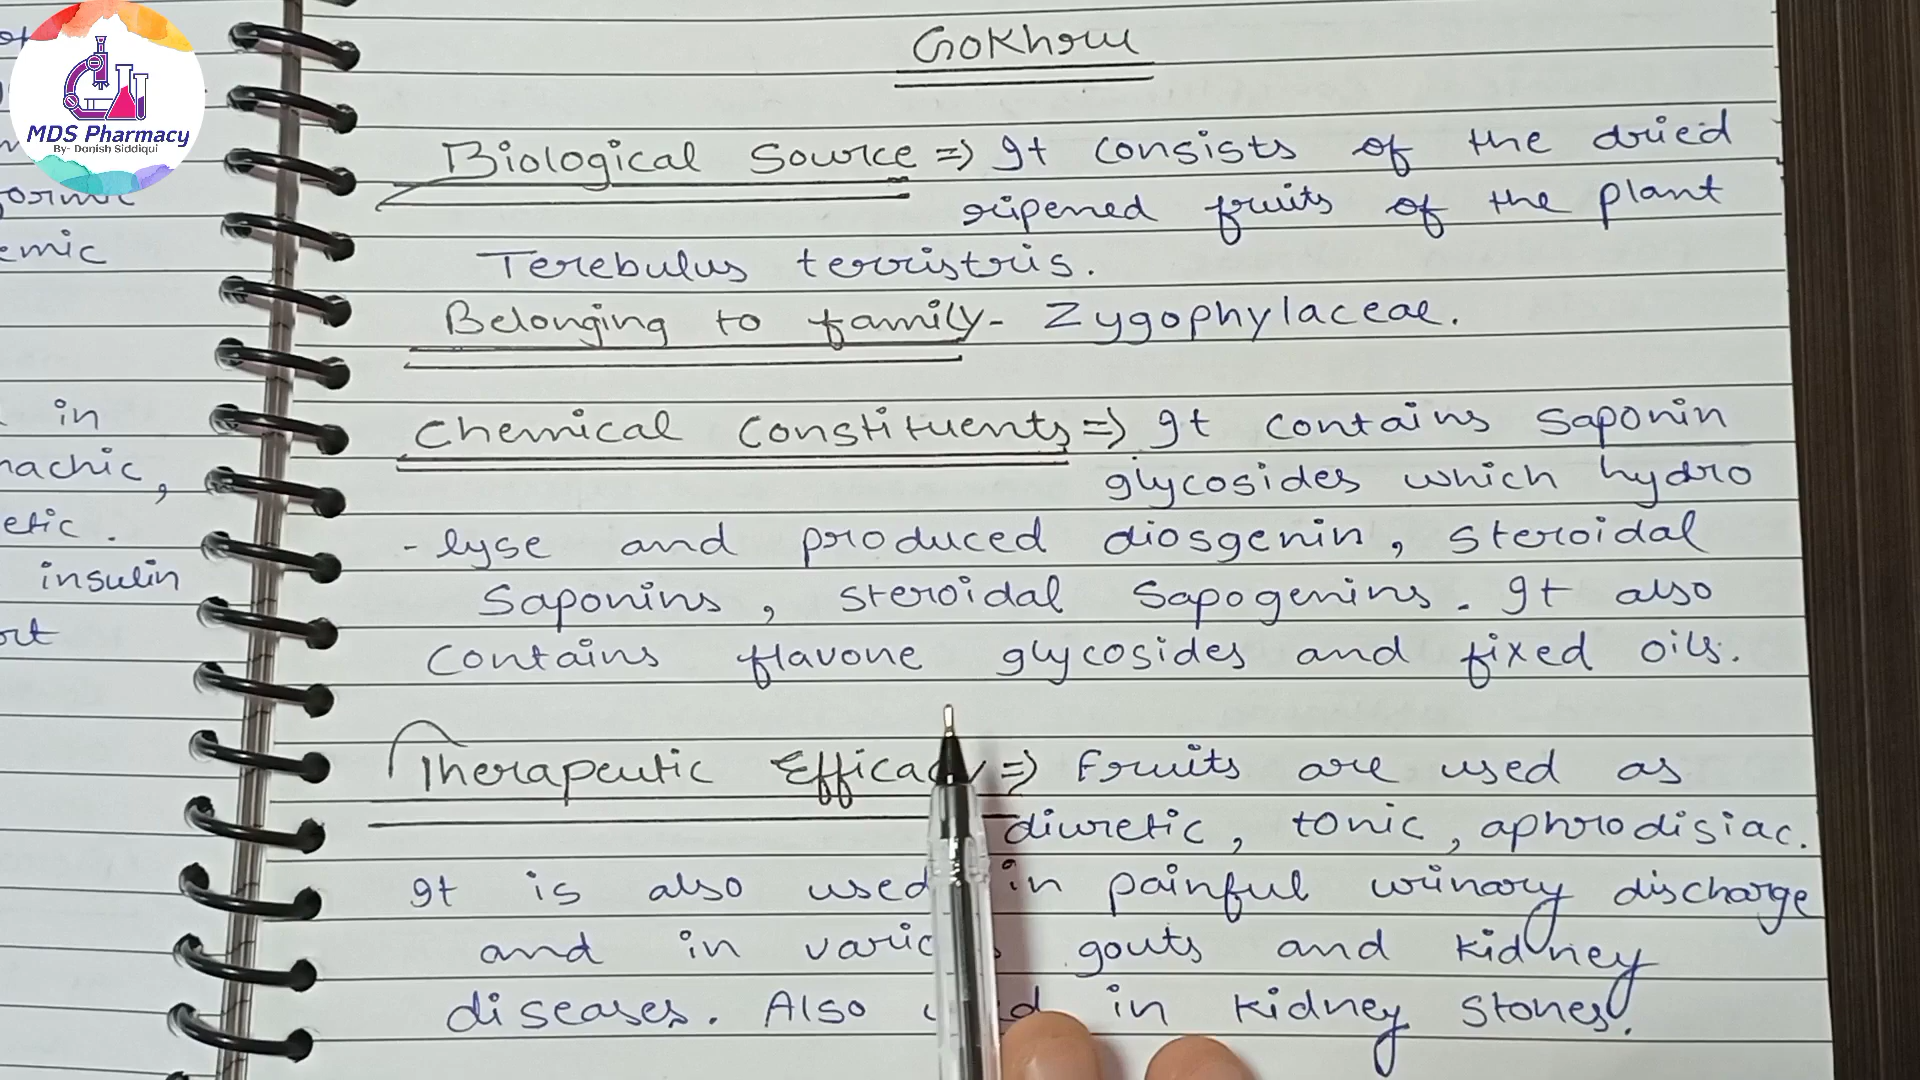 MDS Pharmacy
By- Danish Siddiqui
emic
in
etic.
insulin
Gokhru
Biological Source => It consists of the dried
ripened fruits of the plant
Terebulus terristris.
Belonging to family- Zygophylaceae.
Chemical Constituents => It contains Saponin
glycosides which hydro
-lyse and produced diosgenin, steroidal
Saponins, steroidal Sapogenins. It also
contains flavone glycosides and fixed oils.
Therapeutic Efficacy => Fruits are used as
diuretic, tonic, aphrodisiac.
It is also used in painful urinary discharge
and in gouts and kidney
diseases. Also in kidney stones.